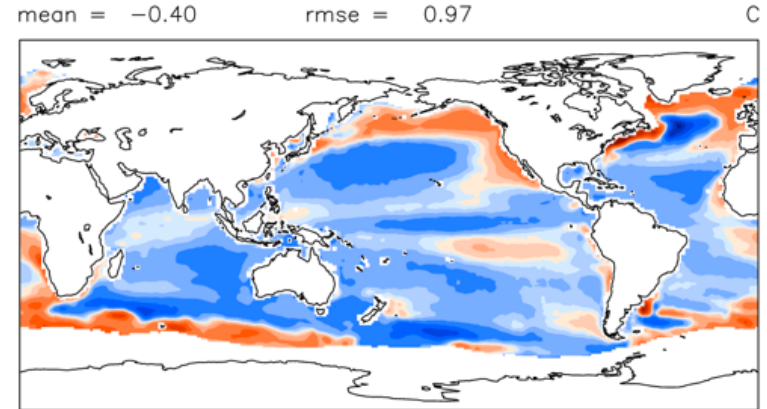 mean = −0.40 rmse = 0.97 C